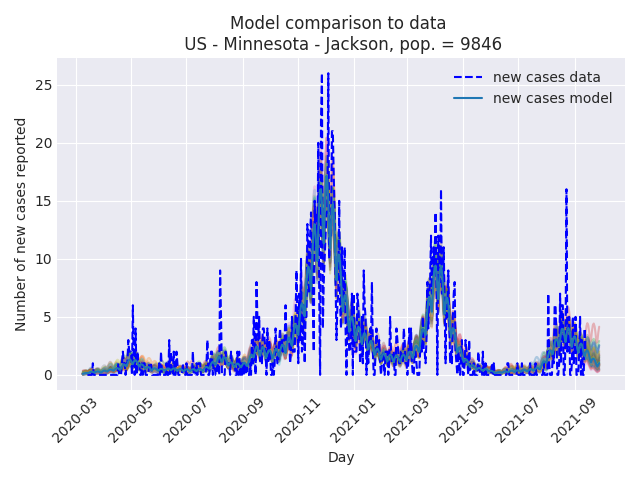 Model comparison to data
US - Minnesota - Jackson, pop. = 9846
new cases data
new cases model
Number of new cases reported
25
20
15
10
5
0
2020-03
2020-05
2020-07
2020-09
2020-11
2021-01
2021-03
2021-05
2021-07
2021-09
Day